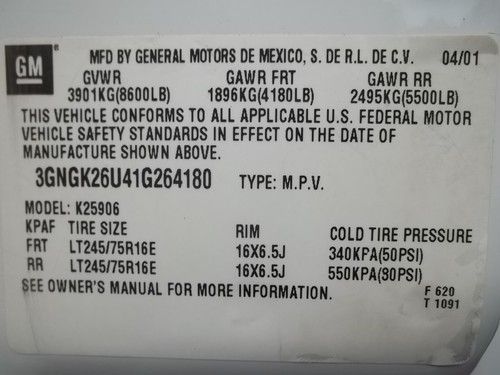 GM
MFD BY GENERAL MOTORS DE MEXICO, S. DE R.L. DE C.V. 04/01
GVWR GAWR FRT GAWR RR
3901KG(8600LB) 1896KG(4180LB) 2495KG(5500LB)
THIS VEHICLE CONFORMS TO ALL APPLICABLE U.S. FEDERAL MOTOR
VEHICLE SAFETY STANDARDS IN EFFECT ON THE DATE OF
MANUFACTURE SHOWN ABOVE.
3GNGK26U41G264180 TYPE: M.P.V.
MODEL: K25906
KPAF TIRE SIZE RIM COLD TIRE PRESSURE
FRT LT245/75R16E 16X6.5J 340KPA(50PSI)
RR LT245/75R16E 16X6.5J 550KPA(80PSI)
SEE OWNER'S MANUAL FOR MORE INFORMATION. F 620
T 1091